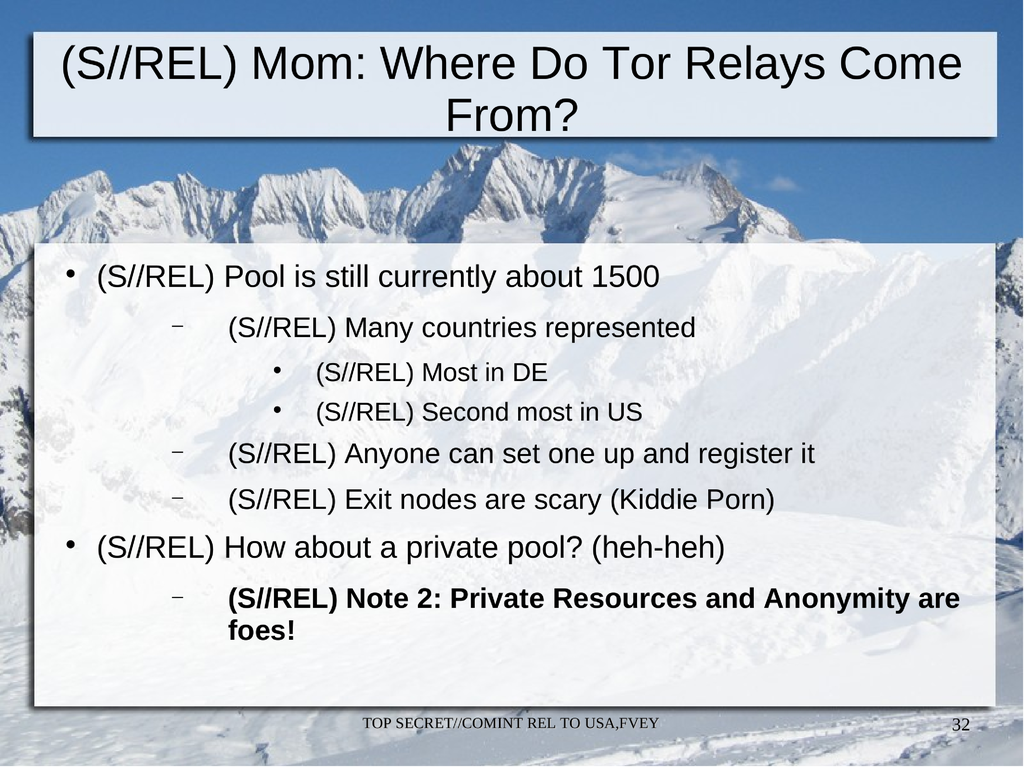 (S//REL) Mom: Where Do Tor Relays Come
From?
• (S//REL) Pool is still currently about 1500
– (S//REL) Many countries represented
• (S//REL) Most in DE
• (S//REL) Second most in US
– (S//REL) Anyone can set one up and register it
– (S//REL) Exit nodes are scary (Kiddie Porn)
• (S//REL) How about a private pool? (heh-heh)
– (S//REL) Note 2: Private Resources and Anonymity are
foes!
TOP SECRET//COMINT REL TO USA,FVEY
32